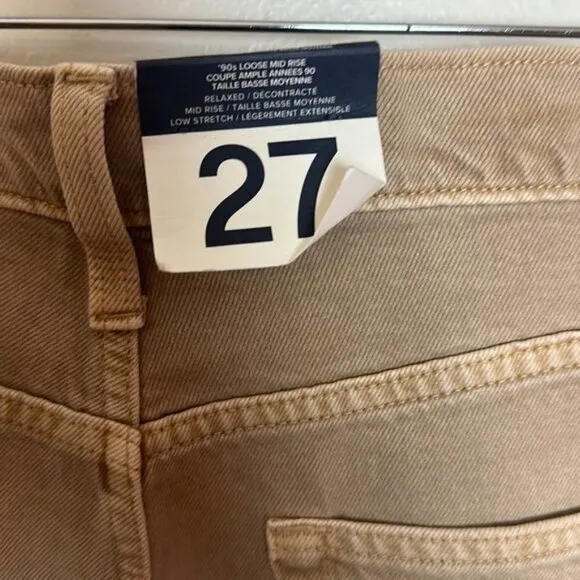 '90s LOOSE MID RISE
COUPE AMPLE ANNÉES 90
TAILLE BASSE MOYENNE
RELAXED / DÉCONTRACTÉ
MID RISE / TAILLE BASSE MOYENNE
LOW STRETCH / LÉGEREMENT EXTENSIBLE
27